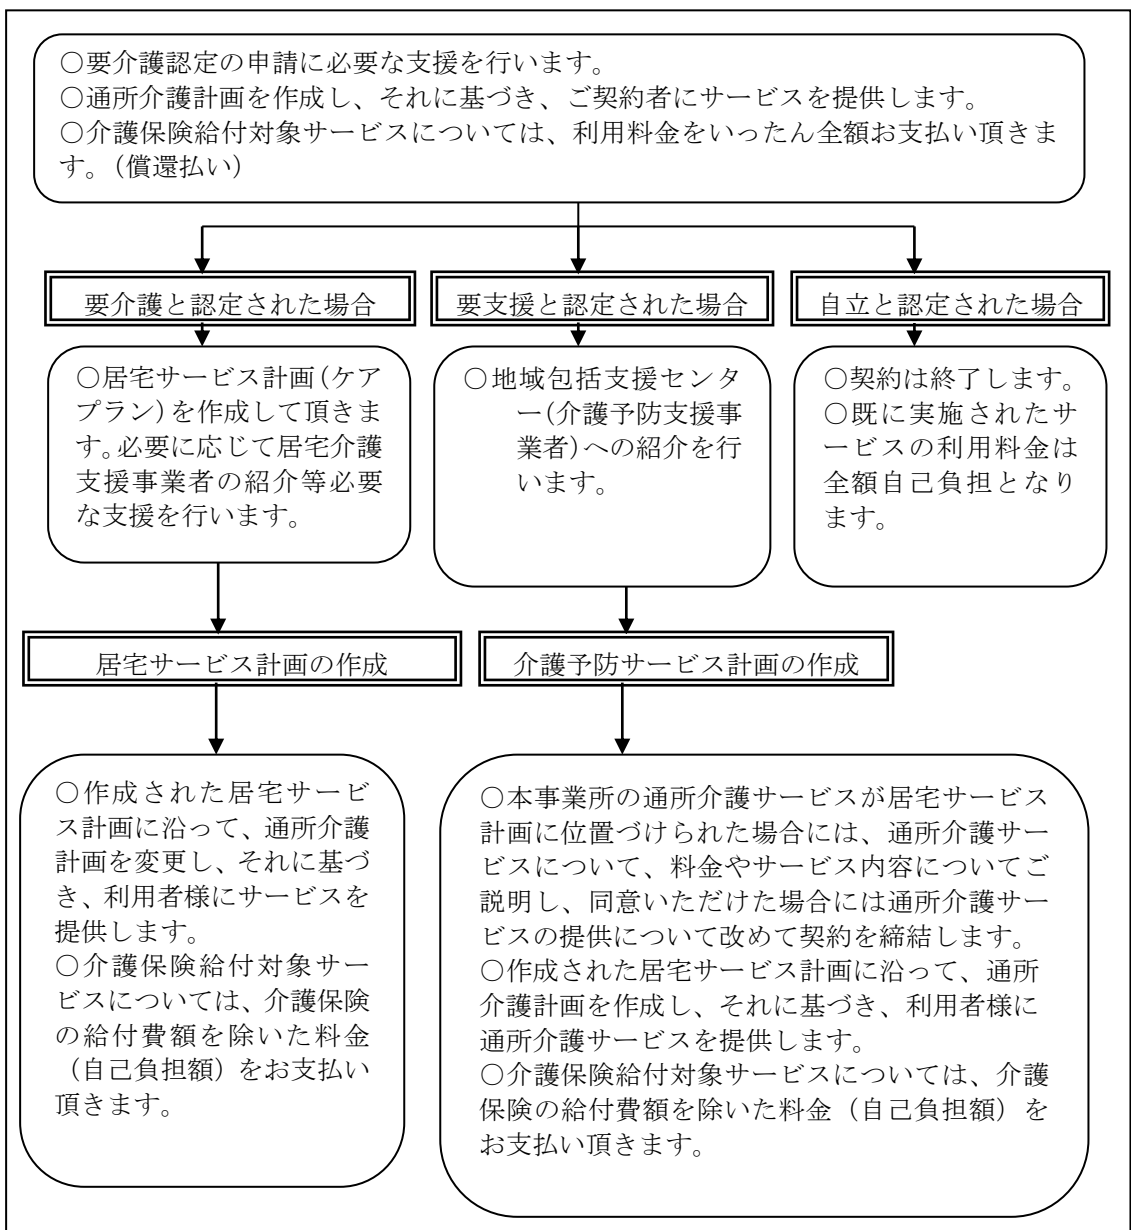 ○要介護認定の申請に必要な支援を行います。
○通所介護計画を作成し、それに基づき、ご契約者にサービスを提供します。
○介護保険給付対象サービスについては、利用料金をいったん全額お支払い頂きま
す。（償還払い）
要介護と認定された場合
要支援と認定された場合
自立と認定された場合
○居宅サービス計画（ケア
プラン）を作成して頂きま
す。必要に応じて居宅介護
支援事業者の紹介等必要
な支援を行います。
○地域包括支援センタ
ー（介護予防支援事
業者）への紹介を行
います。
○契約は終了します。
○既に実施されたサ
ービスの利用料金は
全額自己負担となり
ます。
居宅サービス計画の作成
介護予防サービス計画の作成
○作成された居宅サービ
ス計画に沿って、通所介護
計画を変更し、それに基づ
き、利用者様にサービスを
提供します。
○介護保険給付対象サー
ビスについては、介護保険
の給付費額を除いた料金
（自己負担額）をお支払い
頂きます。
○本事業所の通所介護サービスが居宅サービス
計画に位置づけられた場合には、通所介護サー
ビスについて、料金やサービス内容についてご
説明し、同意いただけた場合には通所介護サー
ビスの提供について改めて契約を締結します。
○作成された居宅サービス計画に沿って、通所
介護計画を作成し、それに基づき、利用者様に
通所介護サービスを提供します。
○介護保険給付対象サービスについては、介護
保険の給付費額を除いた料金（自己負担額）を
お支払い頂きます。